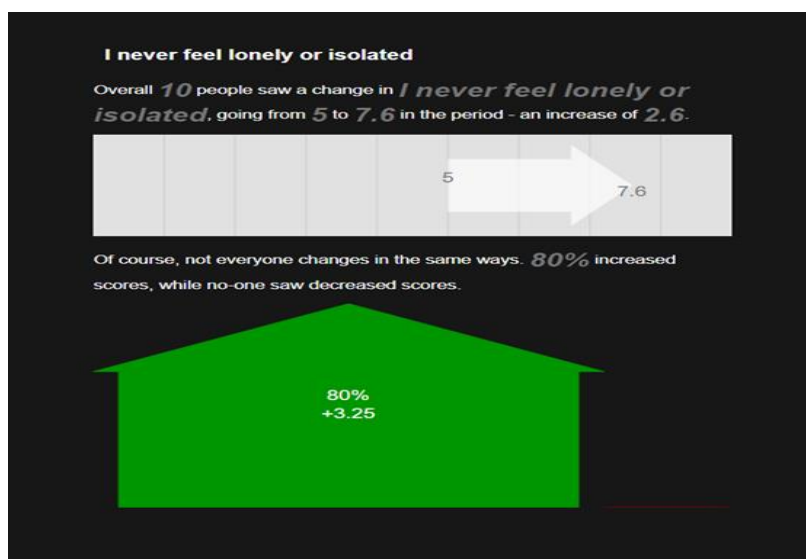 I never feel lonely or isolated
Overall 10 people saw a change in I never feel lonely or
isolated, going from 5 to 7.6 in the period - an increase of 2.6.
5
7.6
Of course, not everyone changes in the same ways. 80% increased
scores, while no-one saw decreased scores.
80%
+3.25